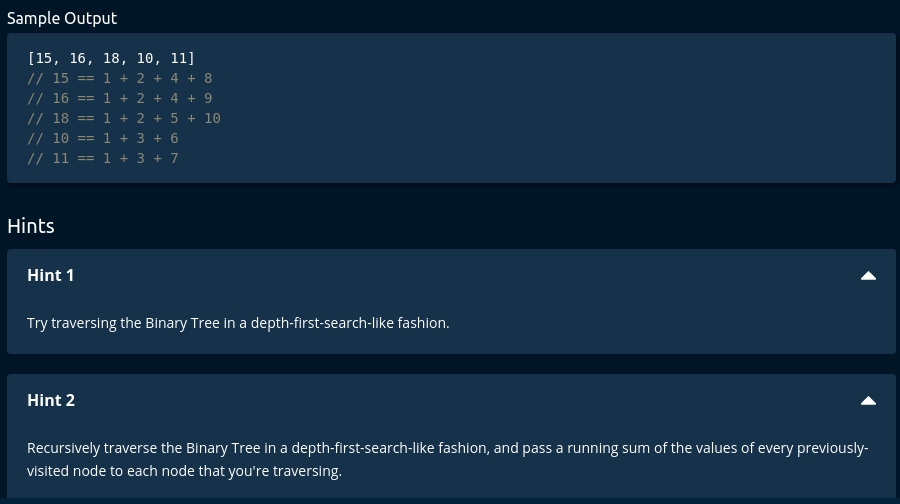 Sample Output
[15, 16, 18, 10, 11]
// 15 == 1 + 2 + 4 + 8
// 16 == 1 + 2 + 4 + 9
// 18 == 1 + 2 + 5 + 10
// 10 == 1 + 3 + 6
// 11 == 1 + 3 + 7
Hints
Hint 1
Try traversing the Binary Tree in a depth-first-search-like fashion.
Hint 2
Recursively traverse the Binary Tree in a depth-first-search-like fashion, and pass a running sum of the values of every previously-
visited node to each node that you're traversing.